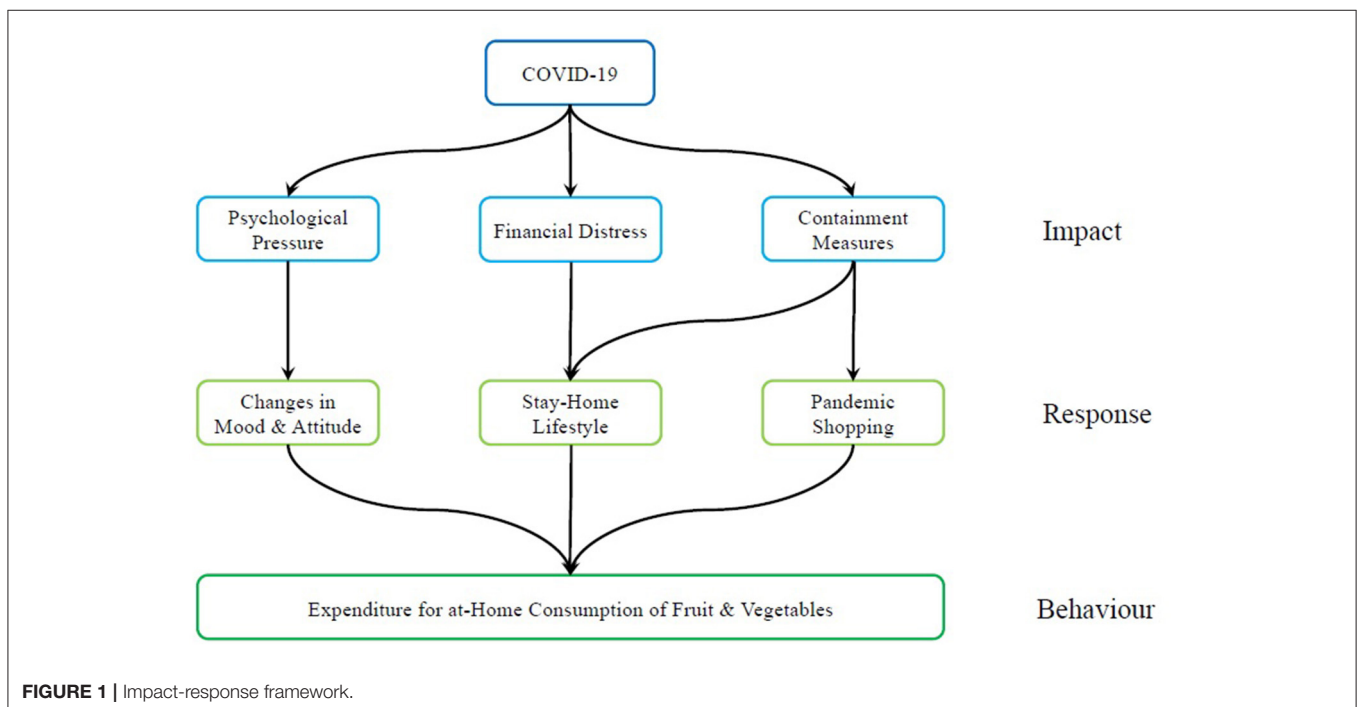 COVID-19
Psychological
Pressure
Financial Distress
Containment
Measures
Impact
Changes in
Mood & Attitude
Stay-Home
Lifestyle
Pandemic
Shopping
Response
Expenditure for at-Home Consumption of Fruit & Vegetables
Behaviour
FIGURE 1 | Impact-response framework.